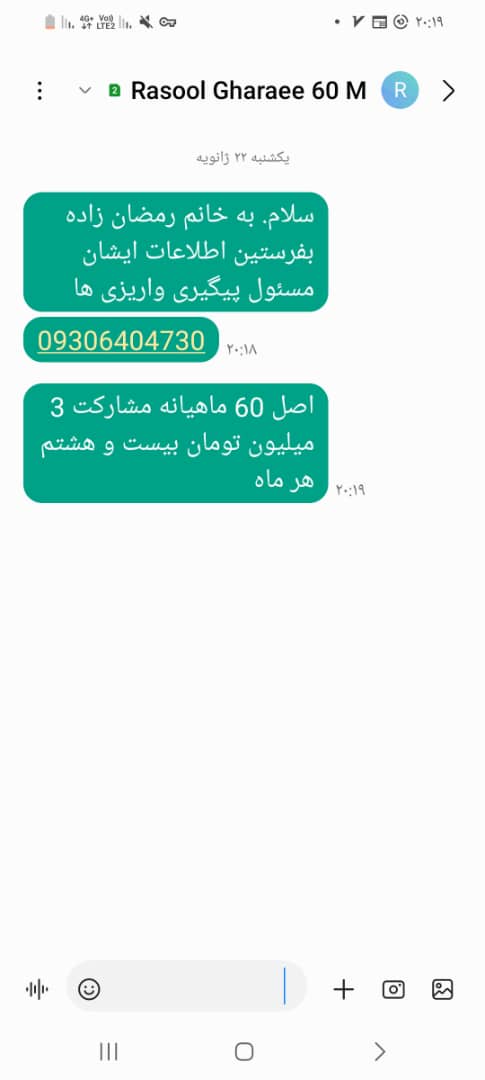 ۲۰:۱۹
4G+ Vo))
LTE2
2 Rasool Gharaee 60 M
R
یکشنبه ۲۲ ژانویه
سلام. به خانم رمضان زاده
بفرستین اطلاعات ایشان
مسئول پیگیری واریزی ها
09306404730
۲۰:۱۸
اصل 60 ماهیانه مشارکت 3
میلیون تومان بیست و هشتم
هر ماه
۲۰:۱۹